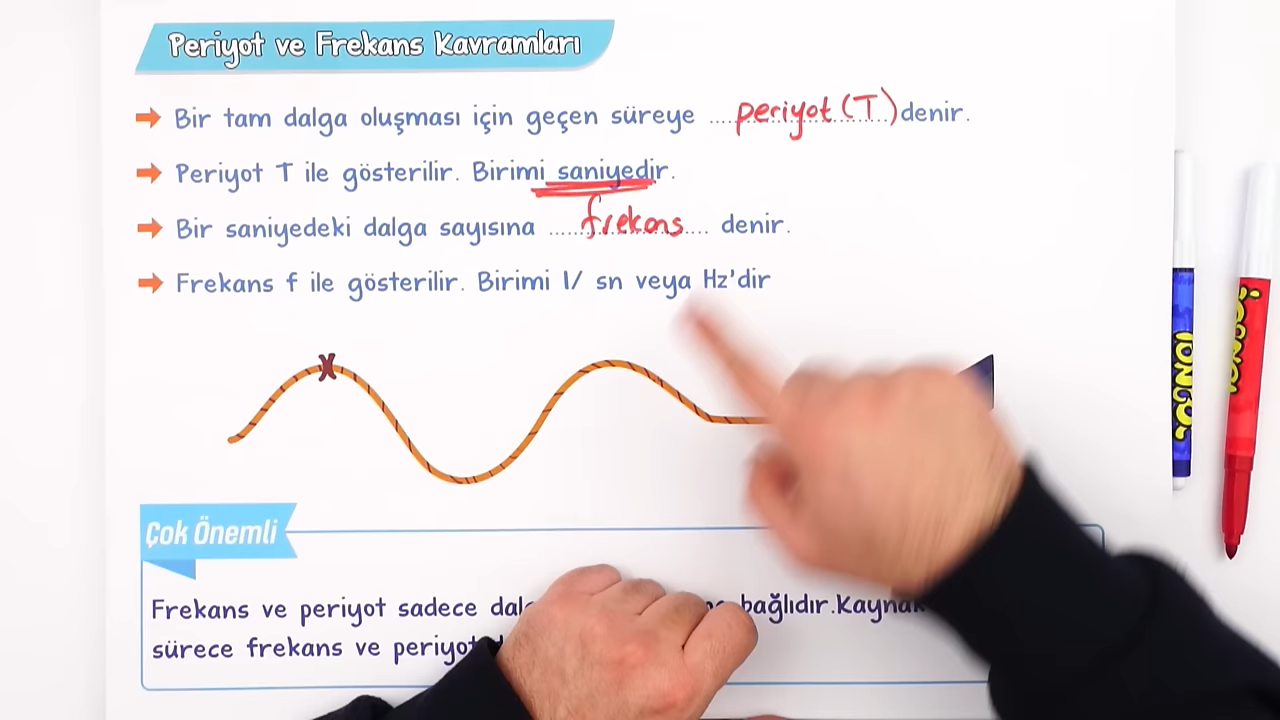 Periyot ve Frekans Kavramları
Bir tam dalga oluşması için geçen süreye ....periyot (T) denir.
Periyot T ile gösterilir. Birimi saniyedir.
Bir saniyedeki dalga sayısına ......frekans.... denir.
Frekans f ile gösterilir. Birimi 1/ sn veya Hz'dir
Çok Önemli
Frekans ve periyot sadece bağlıdır.
sürece frekans ve periyot